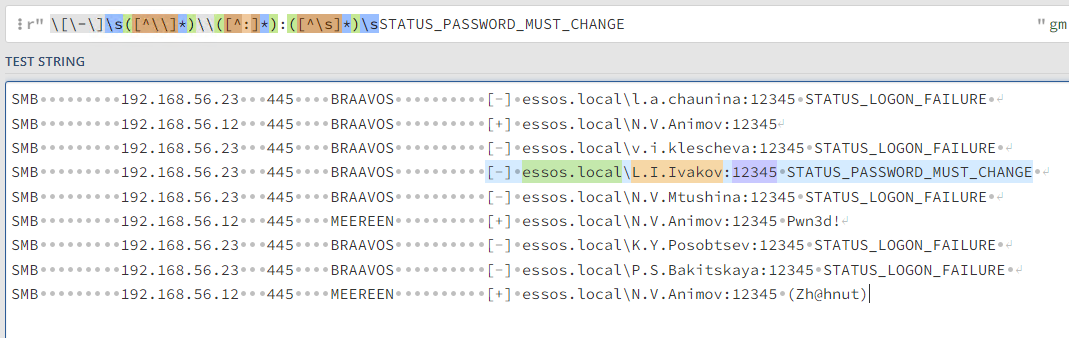 r" \[\-\]\s([^\\]*)\\([^:]*):([^\s]*)\sSTATUS_PASSWORD_MUST_CHANGE " gm
TEST STRING
SMB 192.168.56.23 445 BRAAVOS [-] essos.local\l.a.chaunina:12345 STATUS_LOGON_FAILURE
SMB 192.168.56.12 445 BRAAVOS [+] essos.local\N.V.Animov:12345
SMB 192.168.56.23 445 BRAAVOS [-] essos.local\v.i.klescheva:12345 STATUS_LOGON_FAILURE
SMB 192.168.56.23 445 BRAAVOS [-] essos.local\L.I.Ivakov:12345 STATUS_PASSWORD_MUST_CHANGE
SMB 192.168.56.23 445 BRAAVOS [-] essos.local\N.V.Mtushina:12345 STATUS_LOGON_FAILURE
SMB 192.168.56.12 445 MEEREEN [+] essos.local\N.V.Animov:12345 Pwn3d!
SMB 192.168.56.23 445 BRAAVOS [-] essos.local\K.Y.Posobtsev:12345 STATUS_LOGON_FAILURE
SMB 192.168.56.23 445 BRAAVOS [-] essos.local\P.S.Bakitskaya:12345 STATUS_LOGON_FAILURE
SMB 192.168.56.12 445 MEEREEN [+] essos.local\N.V.Animov:12345 (Zh@hnut)